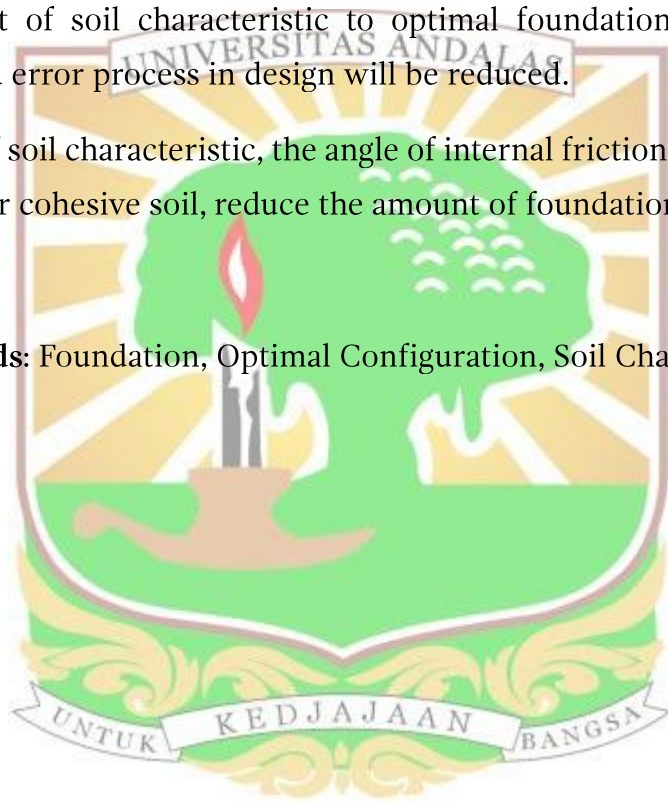 t of soil characteristic to optimal foundation
UNIVERSITAS ANDALAS
error process in design will be reduced.
soil characteristic, the angle of internal friction
r cohesive soil, reduce the amount of foundation
ds: Foundation, Optimal Configuration, Soil Cha
UNTUK KEDJAJAAN BANGSA